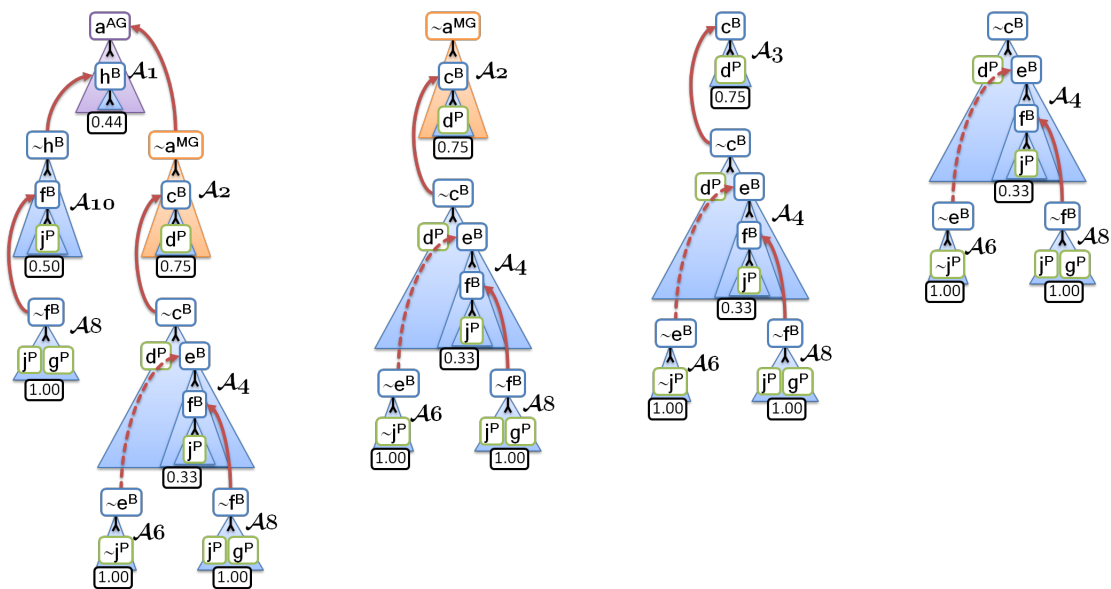 a^AG
h^B 𝒜1
0.44
~h^B
f^B 𝒜10
j^P
0.50
~f^B 𝒜8
j^P g^P
1.00
~a^MG
c^B 𝒜2
d^P
0.75
~c^B
d^P e^B
𝒜4
f^B
j^P
0.33
~e^B
𝒜6
~j^P
1.00
~f^B
𝒜8
j^P g^P
1.00
~a^MG
c^B 𝒜2
d^P
0.75
~c^B
d^P e^B
𝒜4
f^B
j^P
0.33
~e^B
𝒜6
~j^P
1.00
~f^B
𝒜8
j^P g^P
1.00
c^B
𝒜3
d^P
0.75
~c^B
d^P e^B
𝒜4
f^B
j^P
0.33
~e^B
𝒜6
~j^P
1.00
~f^B
𝒜8
j^P g^P
1.00
~c^B
d^P e^B
𝒜4
f^B
j^P
0.33
~e^B
𝒜6
~j^P
1.00
~f^B
𝒜8
j^P g^P
1.00